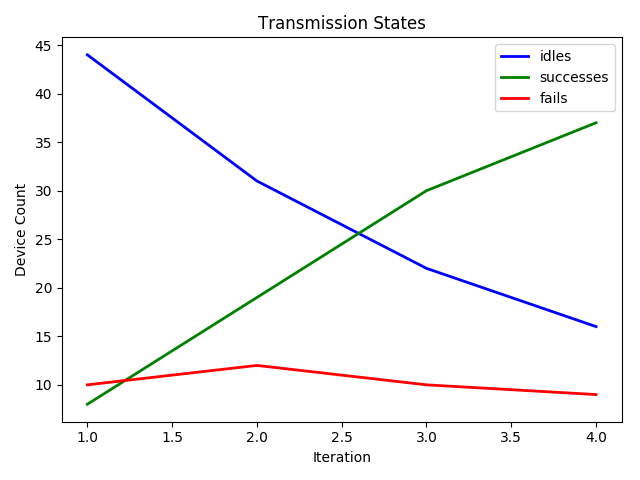 Transmission States
idles
successes
fails
Device Count
45
40
35
30
25
20
15
10
1.0 1.5 2.0 2.5 3.0 3.5 4.0
Iteration